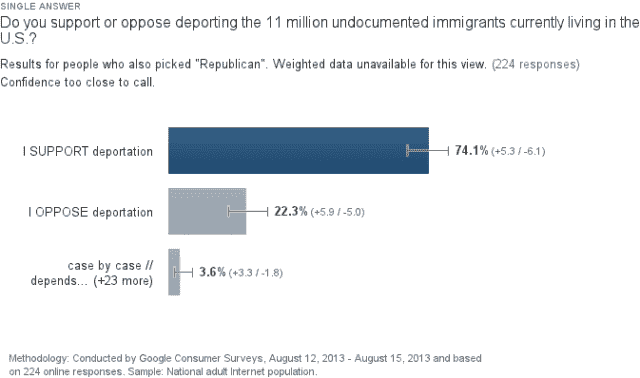 SINGLE ANSWER
Do you support or oppose deporting the 11 million undocumented immigrants currently living in the
U.S.?
Results for people who also picked "Republican". Weighted data unavailable for this view. (224 responses)
Confidence too close to call.
I SUPPORT deportation 74.1% (+5.3 / -6.1)
I OPPOSE deportation 22.3% (+5.9 / -5.0)
case by case //
depends... (+23 more) 3.6% (+3.3 / -1.8)
Methodology: Conducted by Google Consumer Surveys, August 12, 2013 - August 15, 2013 and based
on 224 online responses. Sample: National adult Internet population.